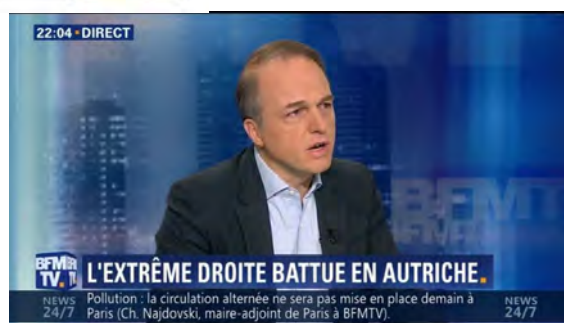 22:04 • DIRECT
BFMTV
BFMTV
BFM
TV.
L'EXTRÊME DROITE BATTUE EN AUTRICHE.
NEWS 24/7
Pollution : la circulation alternée ne sera pas mise en place demain à
Paris (Ch. Najdovski, maire-adjoint de Paris à BFMTV).
NEWS 24/7